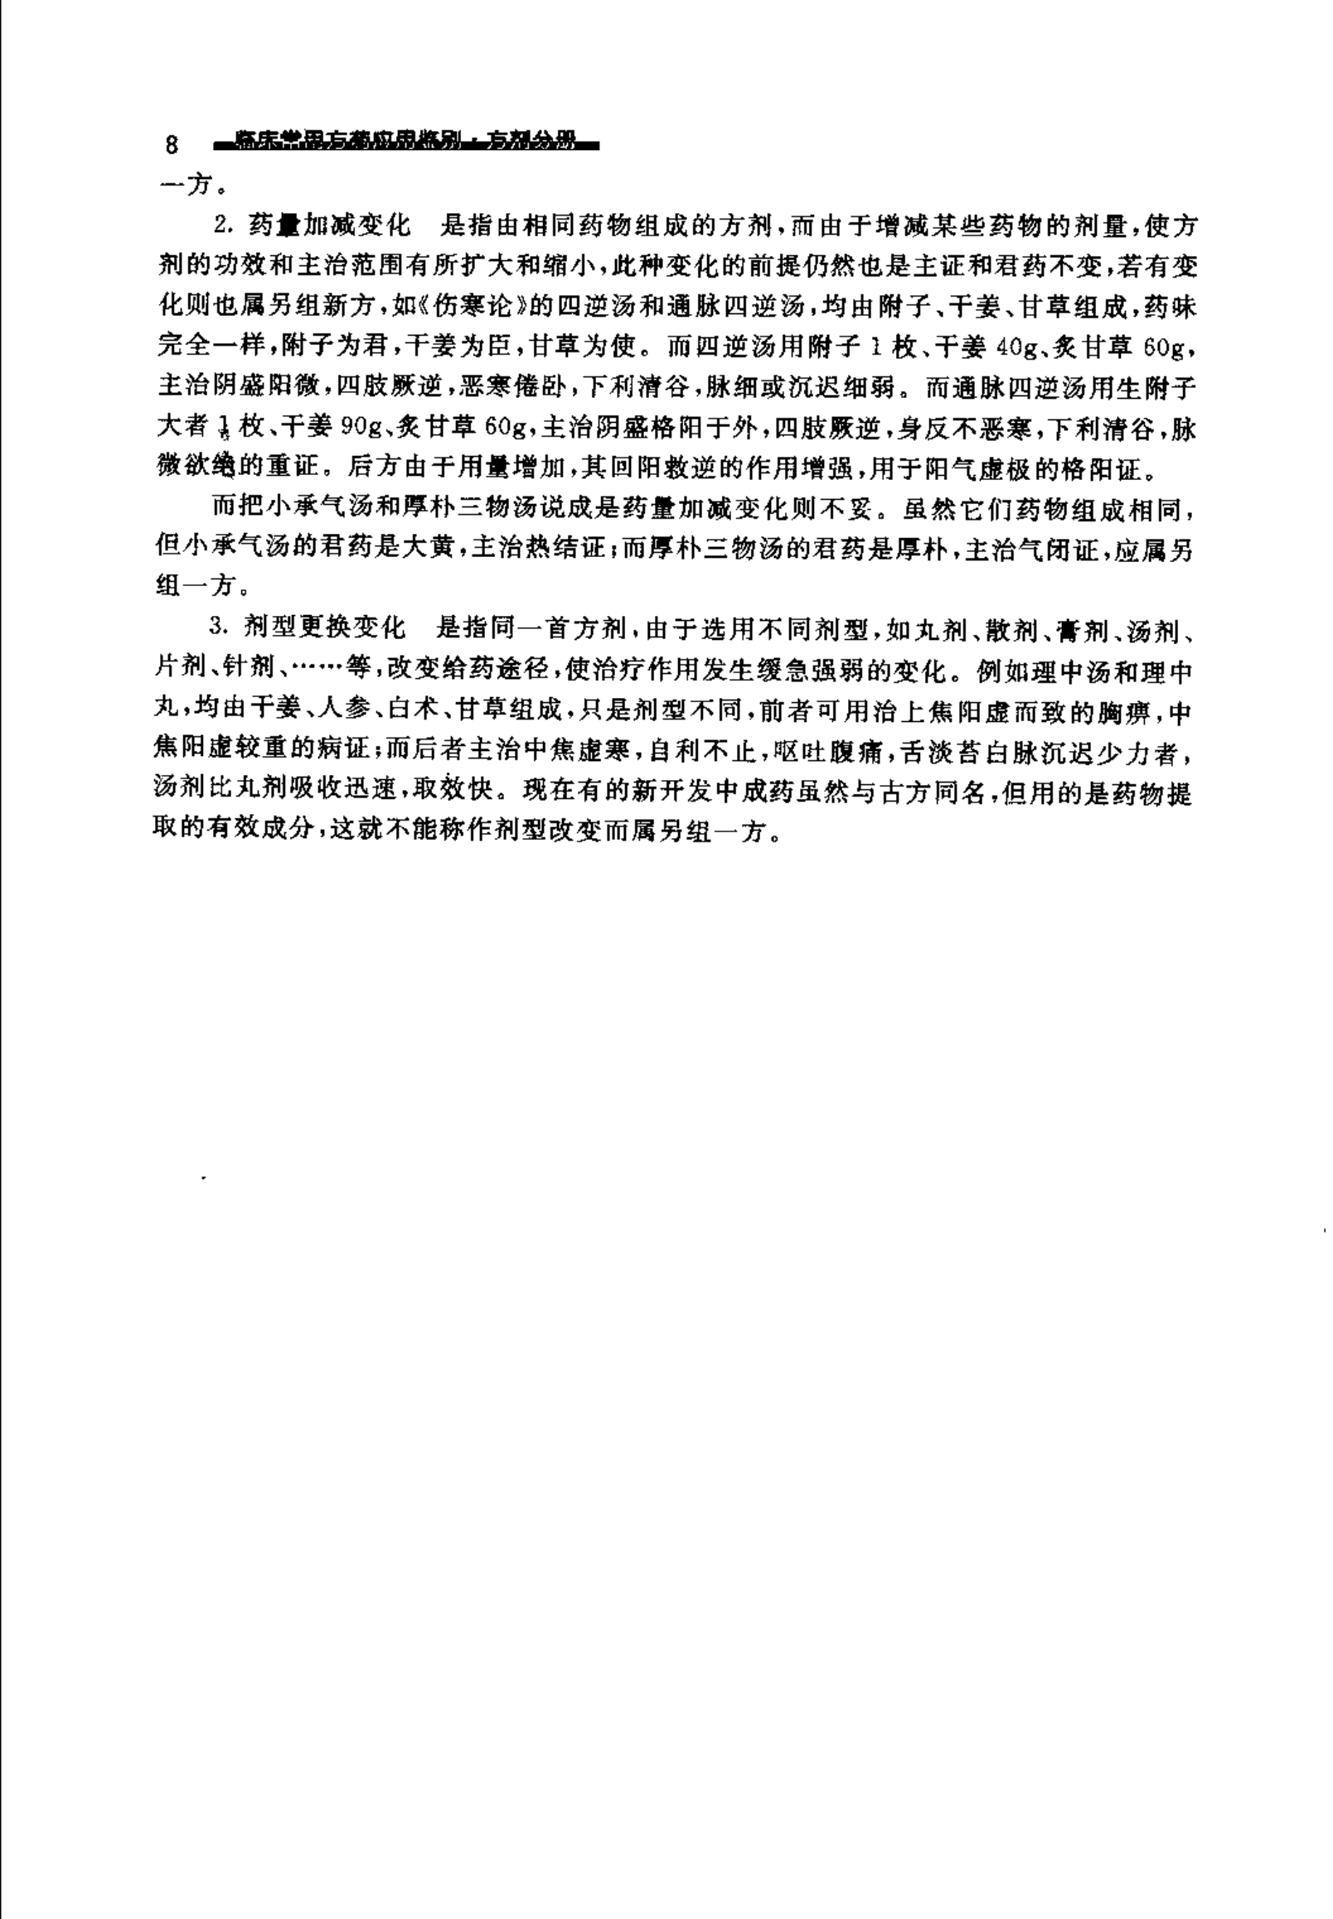 8 临床常用方药应用鉴别·方剂分册
一方。
2. 药量加减变化 是指由相同药物组成的方剂,而由于增减某些药物的剂量,使方
剂的功效和主治范围有所扩大和缩小,此种变化的前提仍然也是主证和君药不变,若有变
化则也属另组新方,如《伤寒论》的四逆汤和通脉四逆汤,均由附子、干姜、甘草组成,药味
完全一样,附子为君,干姜为臣,甘草为使。而四逆汤用附子 1 枚、干姜 40g、炙甘草 60g,
主治阴盛阳微,四肢厥逆,恶寒倦卧,下利清谷,脉细或沉迟细弱。而通脉四逆汤用生附子
大者 1 枚、干姜 90g、炙甘草 60g,主治阴盛格阳于外,四肢厥逆,身反不恶寒,下利清谷,脉
微欲绝的重证。后方由于用量增加,其回阳救逆的作用增强,用于阳气虚极的格阳证。
而把小承气汤和厚朴三物汤说成是药量加减变化则不妥。虽然它们药物组成相同,
但小承气汤的君药是大黄,主治热结证;而厚朴三物汤的君药是厚朴,主治气闭证,应属另
组一方。
3. 剂型更换变化 是指同一首方剂,由于选用不同剂型,如丸剂、散剂、膏剂、汤剂、
片剂、针剂、……等,改变给药途径,使治疗作用发生缓急强弱的变化。例如理中汤和理中
丸,均由干姜、人参、白术、甘草组成,只是剂型不同,前者可用治上焦阳虚而致的胸痹,中
焦阳虚较重的病证;而后者主治中焦虚寒,自利不止,呕吐腹痛,舌淡苔白脉沉迟少力者,
汤剂比丸剂吸收迅速,取效快。现在有的新开发中成药虽然与古方同名,但用的是药物提
取的有效成分,这就不能称作剂型改变而属另组一方。